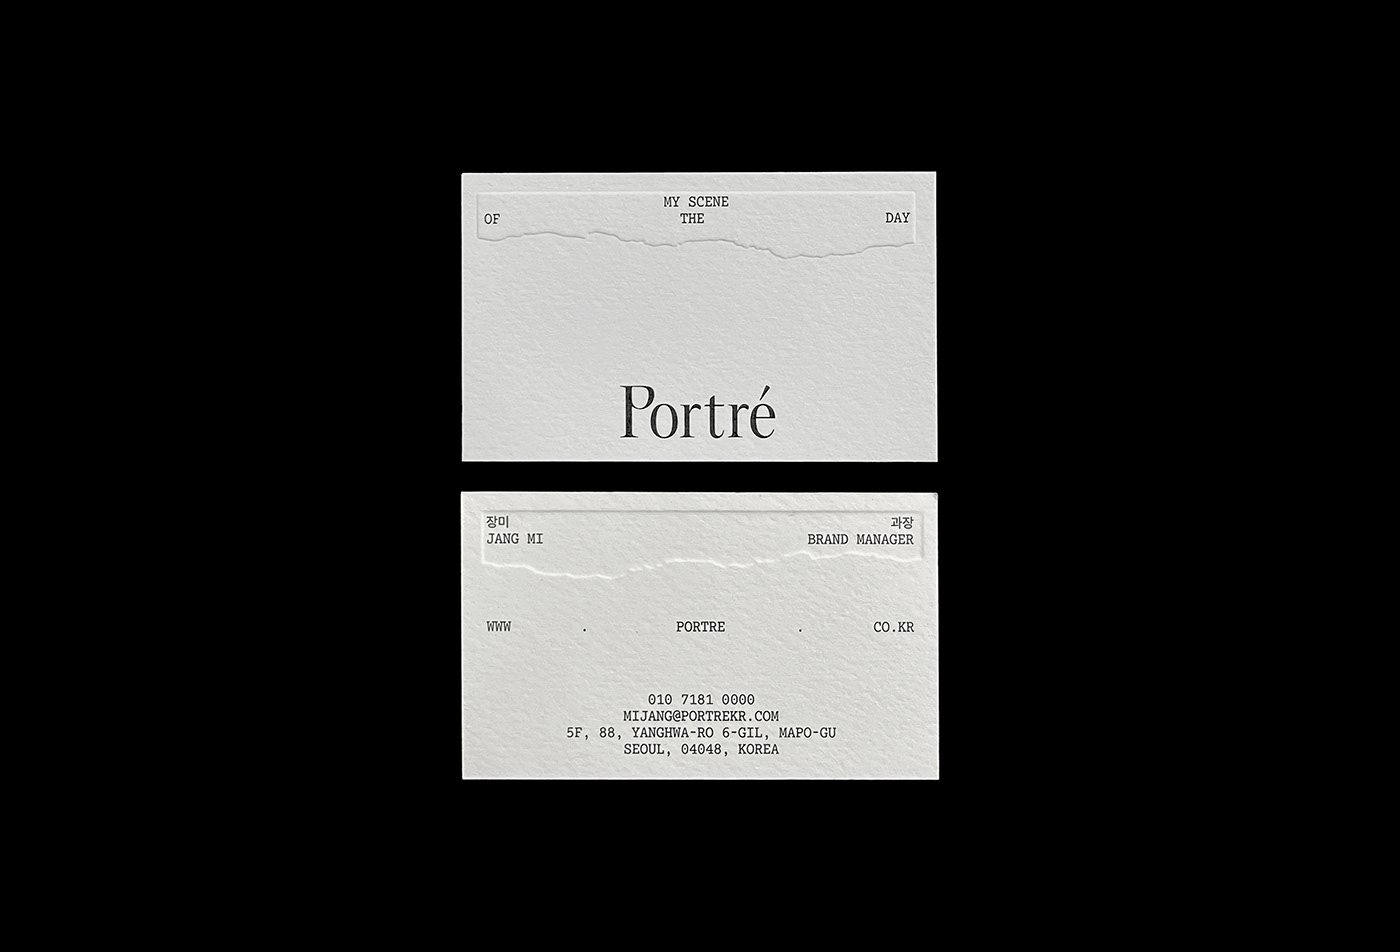 MY SCENE
OF THE DAY
Portré
장미 과장
JANG MI BRAND MANAGER
WWW . PORTRE . CO.KR
010 7181 0000
MIJANG@PORTREKR.COM
5F, 88, YANGHWA-RO 6-GIL, MAPO-GU
SEOUL, 04048, KOREA